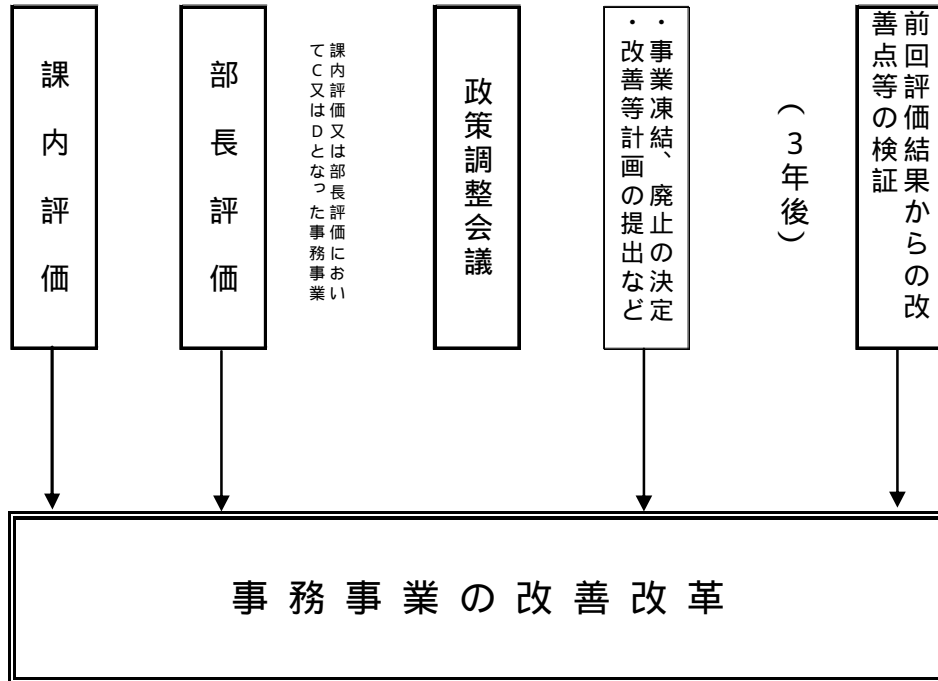 課内評価
部長評価
課内評価又は部長評価におい
てC又はDとなった事務事業
政策調整会議
・事業凍結、廃止の決定
・改善等計画の提出など
（3年後）
前回評価結果からの改
善点等の検証
事務事業の改善改革